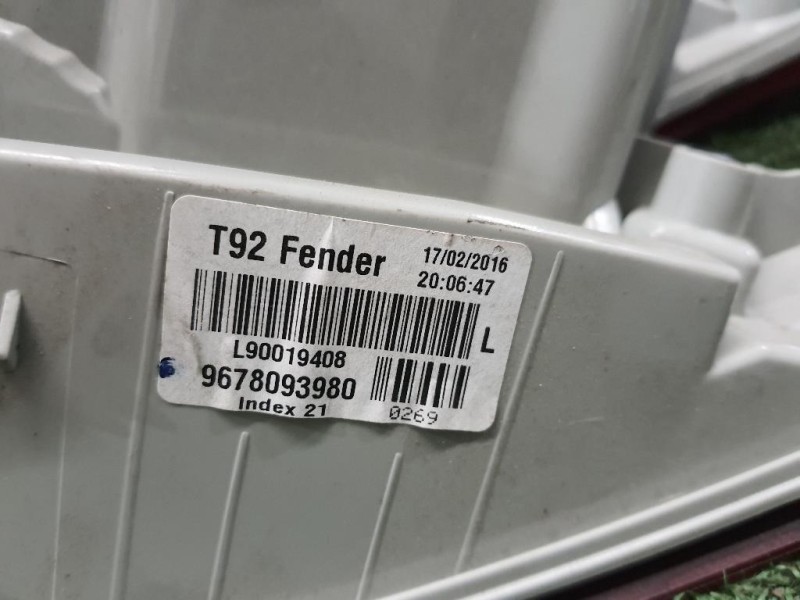 T92 Fender
17/02/2016
20:06:47
L
L90019408
9678093980
Index 21
0269